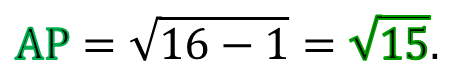 AP = √16 − 1 = √15.